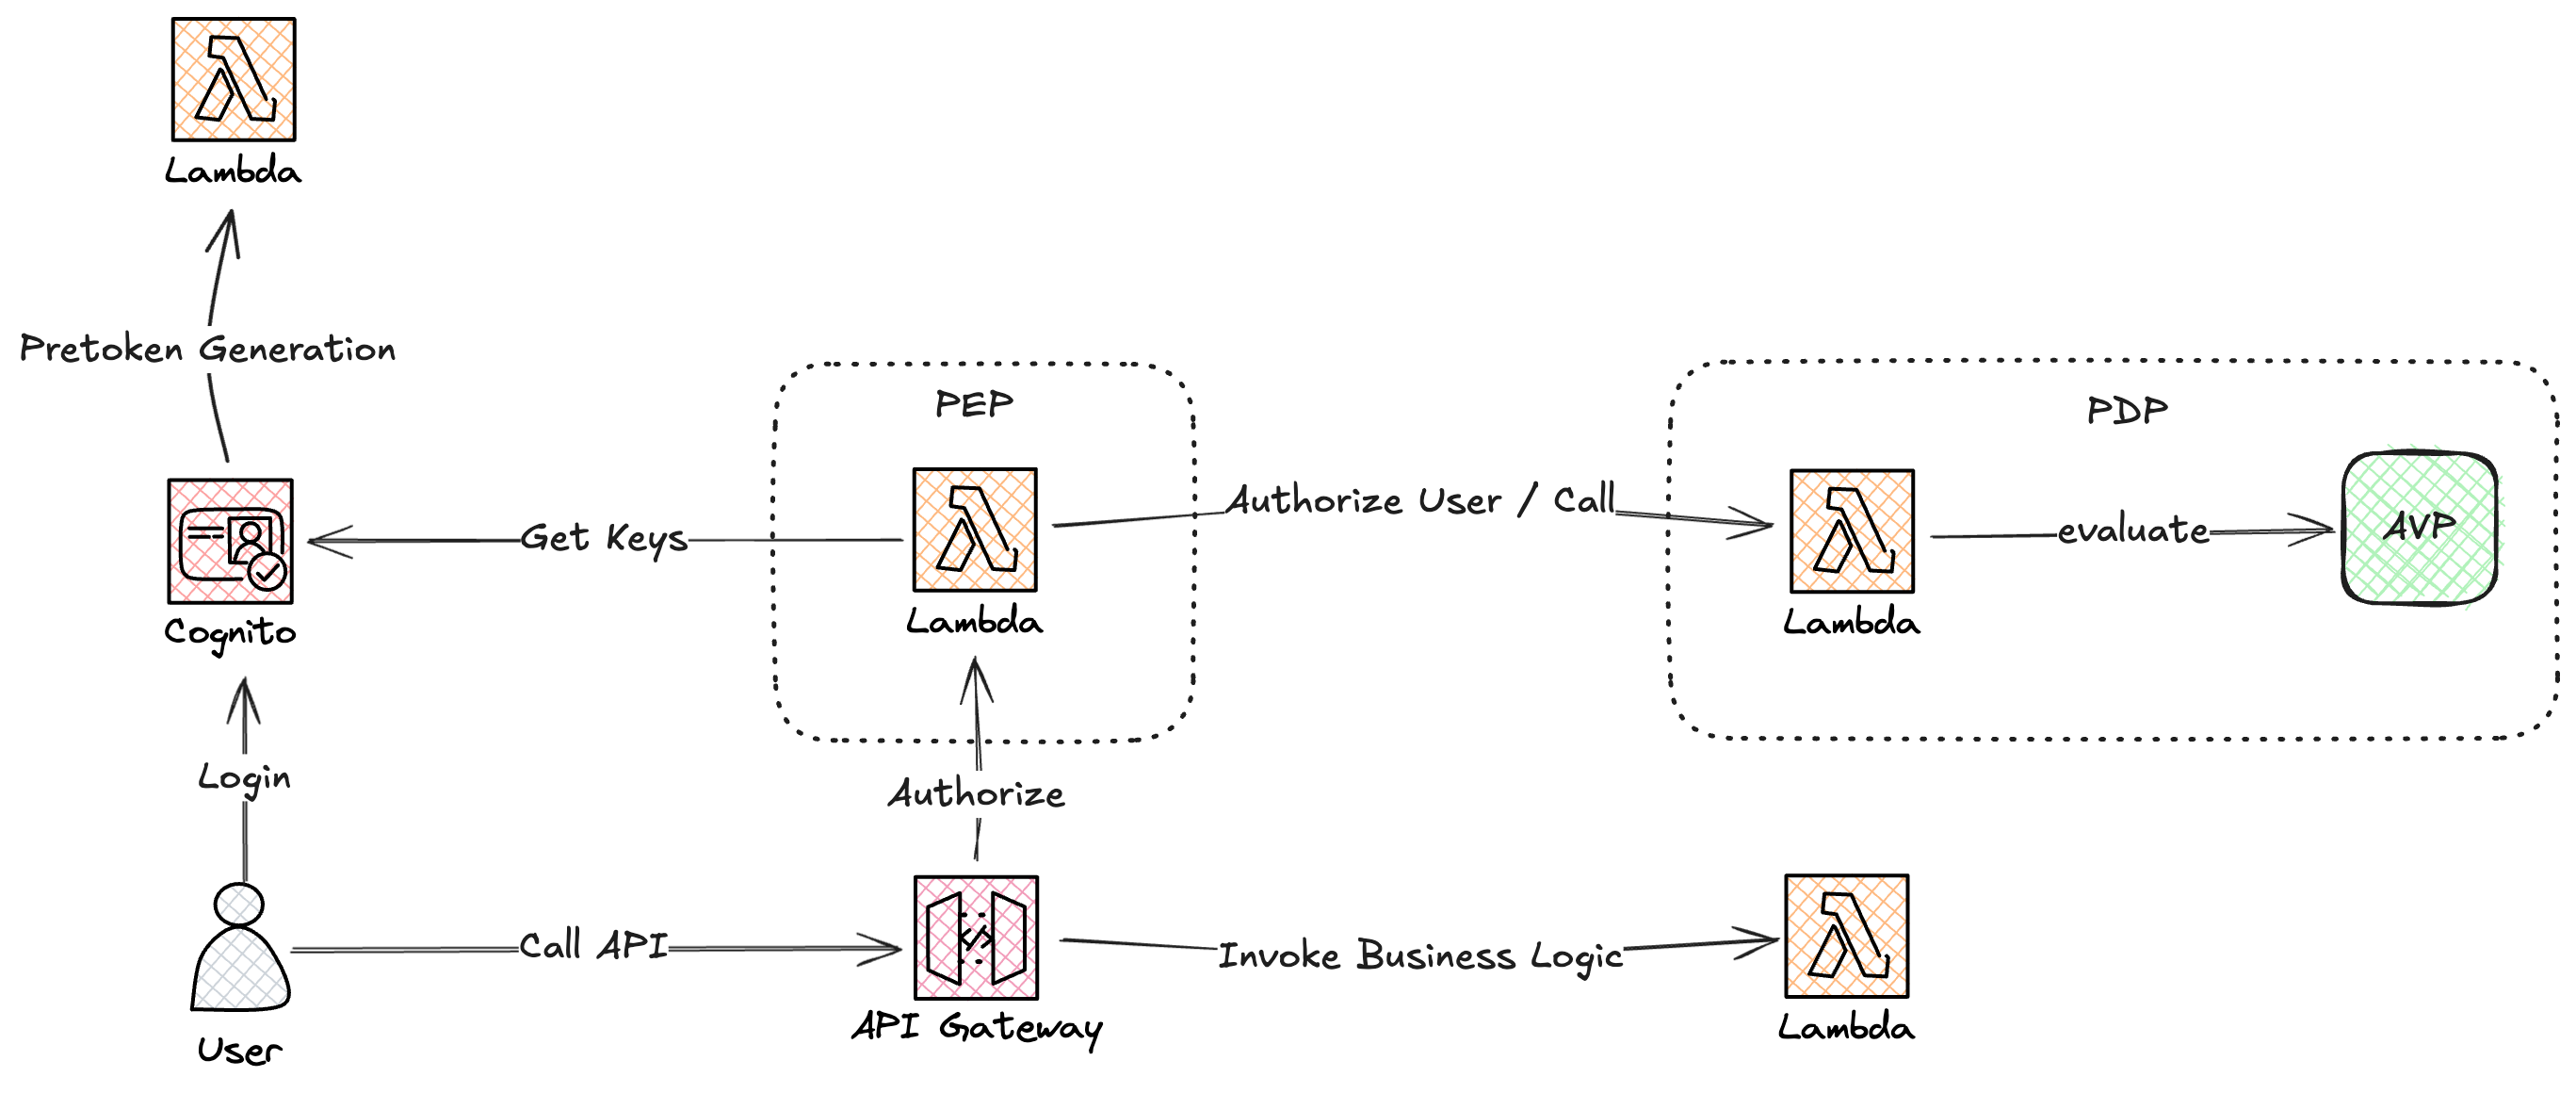 Lambda
Pretoken Generation
PEP
PDP
Get Keys
Authorize User / Call
evaluate
AVP
Cognito
Lambda
Lambda
Login
Authorize
Call API
Invoke Business Logic
User
API Gateway
Lambda